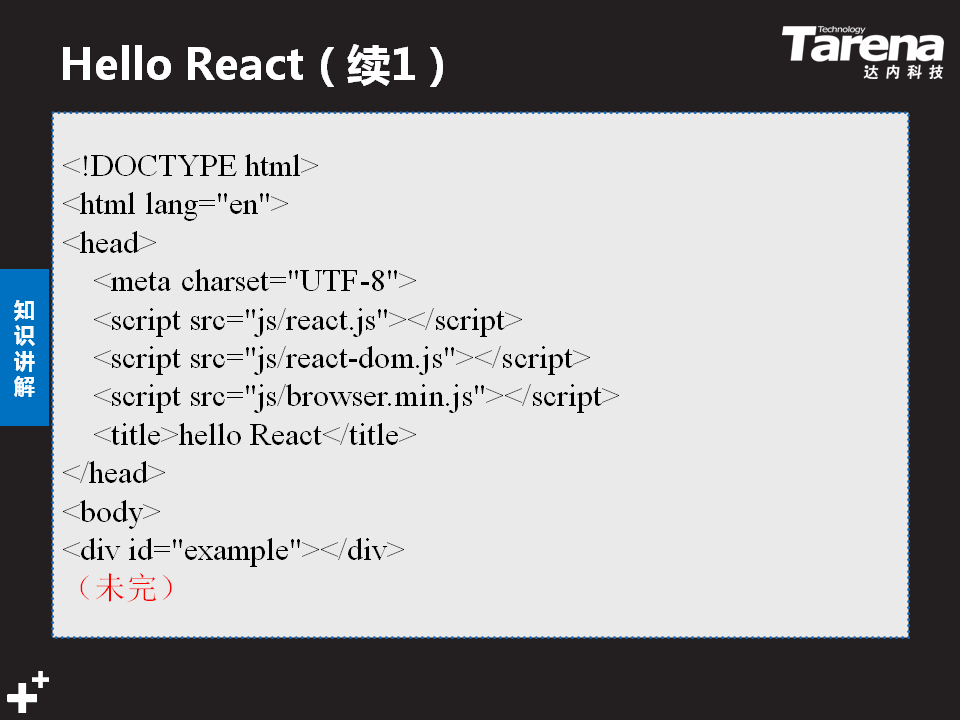 Hello React（续1）
Technology
Tarena
达内科技
知识讲解
<!DOCTYPE html>
<html lang="en">
<head>
    <meta charset="UTF-8">
    <script src="js/react.js"></script>
    <script src="js/react-dom.js"></script>
    <script src="js/browser.min.js"></script>
    <title>hello React</title>
</head>
<body>
<div id="example"></div>
（未完）